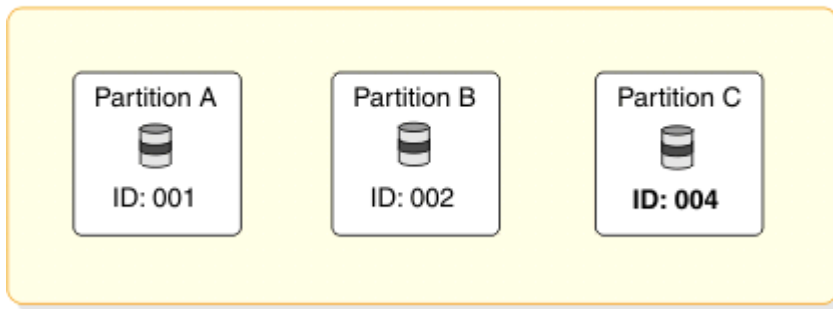 Partition A
ID: 001
Partition B
ID: 002
Partition C
ID: 004